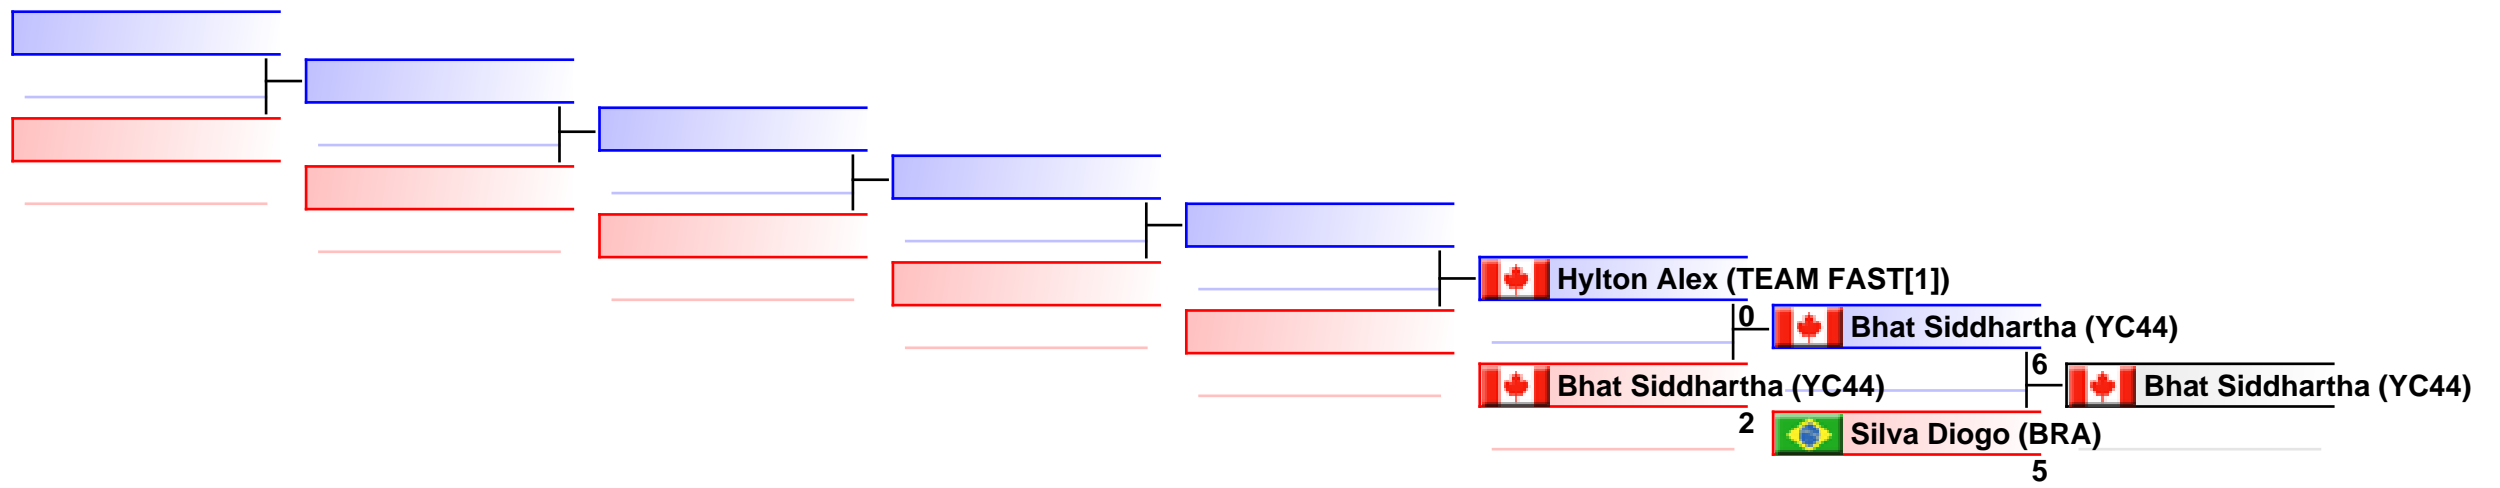 Hylton Alex (TEAM FAST[1])
0
Bhat Siddhartha (YC44)
2
Bhat Siddhartha (YC44)
6
Silva Diogo (BRA)
5
Bhat Siddhartha (YC44)